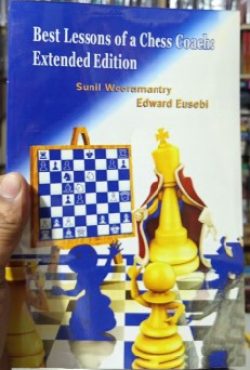 Best Lessons of a Chess Coach:
Extended Edition
Sunil Weeramantry
Edward Eusebi